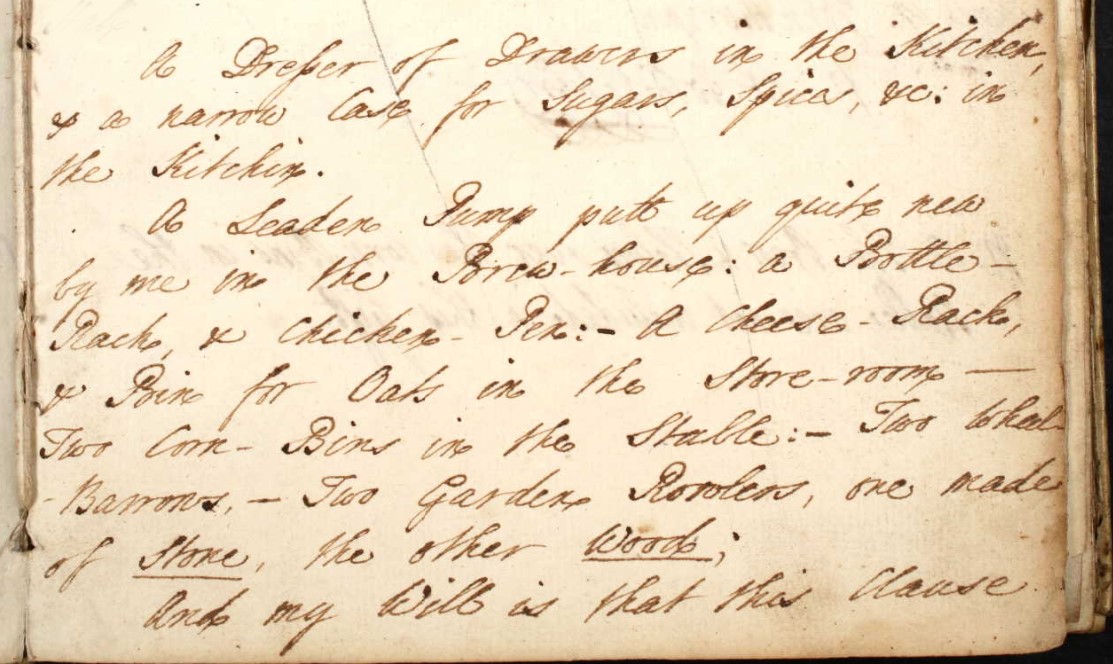 A Dresser of Drawers in the Kitchen,
& a narrow Case for Sugars, Spices, &c: in
the Kitchin.
A Leaden Pump putt up quite new
by me in the Brew-house: a Bottle-
Rack, & Chicken-Pen:- A Cheese-Rack,
& Binn for Oats in the Store-room —
Two Corn-Bins in the Stable:- Two Wheel-
-Barrows, - Two Garden Rowlers, one made
of Stone, the other Wood;
And my Will is that this Clause